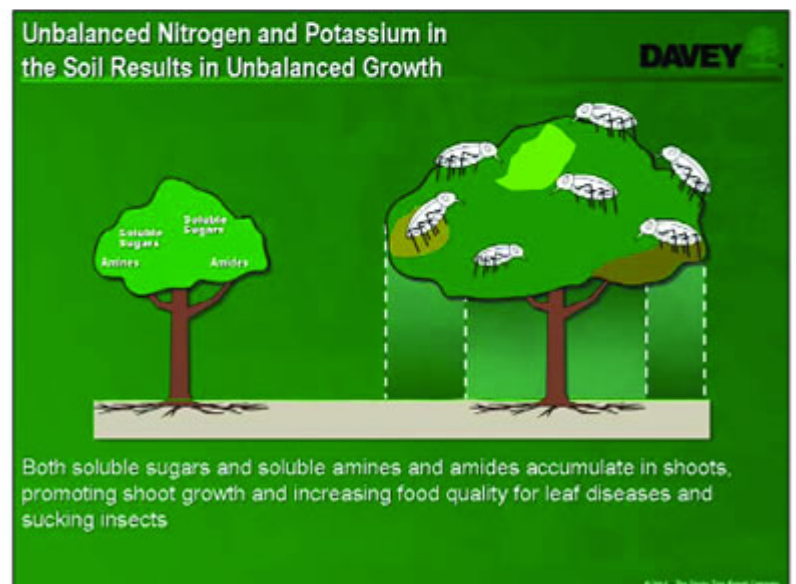 Unbalanced Nitrogen and Potassium in
the Soil Results in Unbalanced Growth
DAVEY
Soluble
Sugars
Soluble
Sugars
Amines
Amides
Both soluble sugars and soluble amines and amides accumulate in shoots,
promoting shoot growth and increasing food quality for leaf diseases and
sucking insects